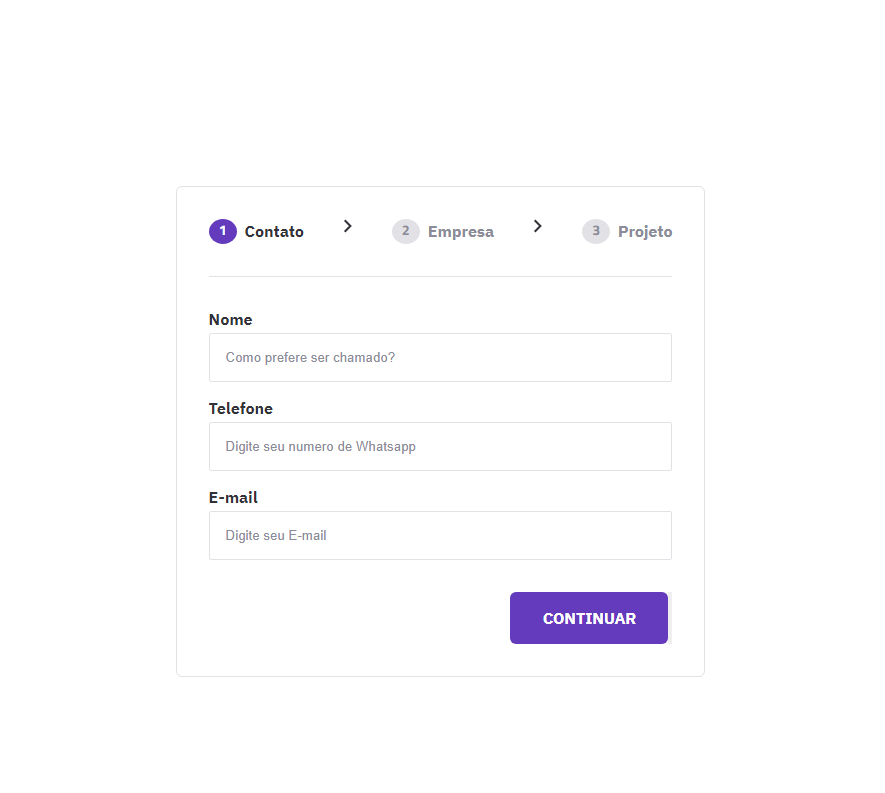 1 Contato 2 Empresa 3 Projeto
Nome
Como prefere ser chamado?
Telefone
Digite seu numero de Whatsapp
E-mail
Digite seu E-mail
CONTINUAR